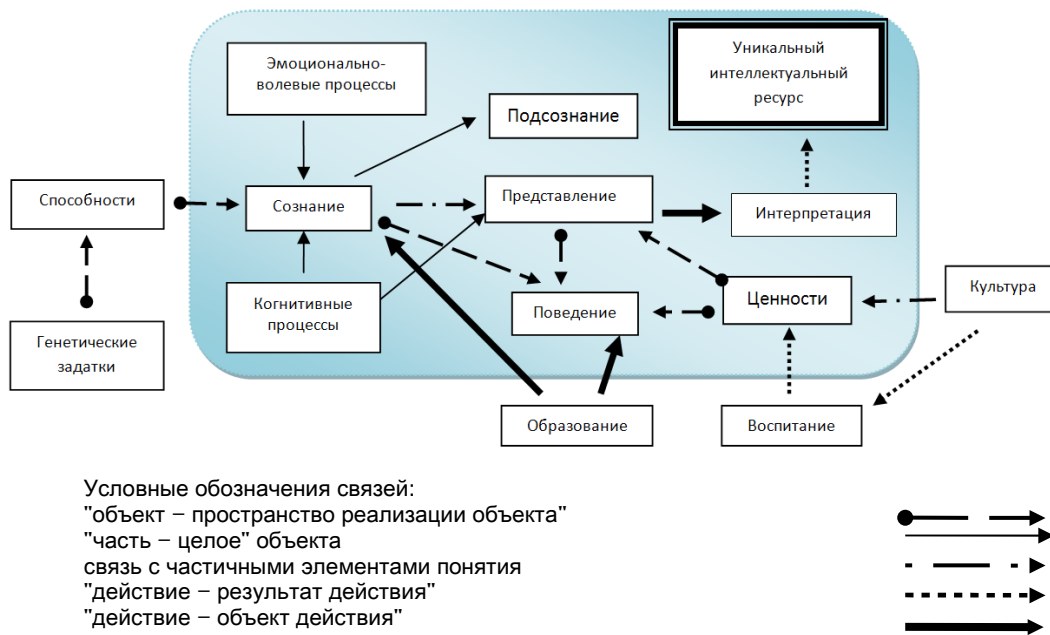 Эмоционально-
волевые процессы
Уникальный
интеллектуальный
ресурс
Подсознание
Способности
Сознание
Представление
Интерпретация
Когнитивные
процессы
Поведение
Ценности
Культура
Генетические
задатки
Образование
Воспитание
Условные обозначения связей:
"объект − пространство реализации объекта"
"часть − целое" объекта
связь с частичными элементами понятия
"действие − результат действия"
"действие − объект действия"